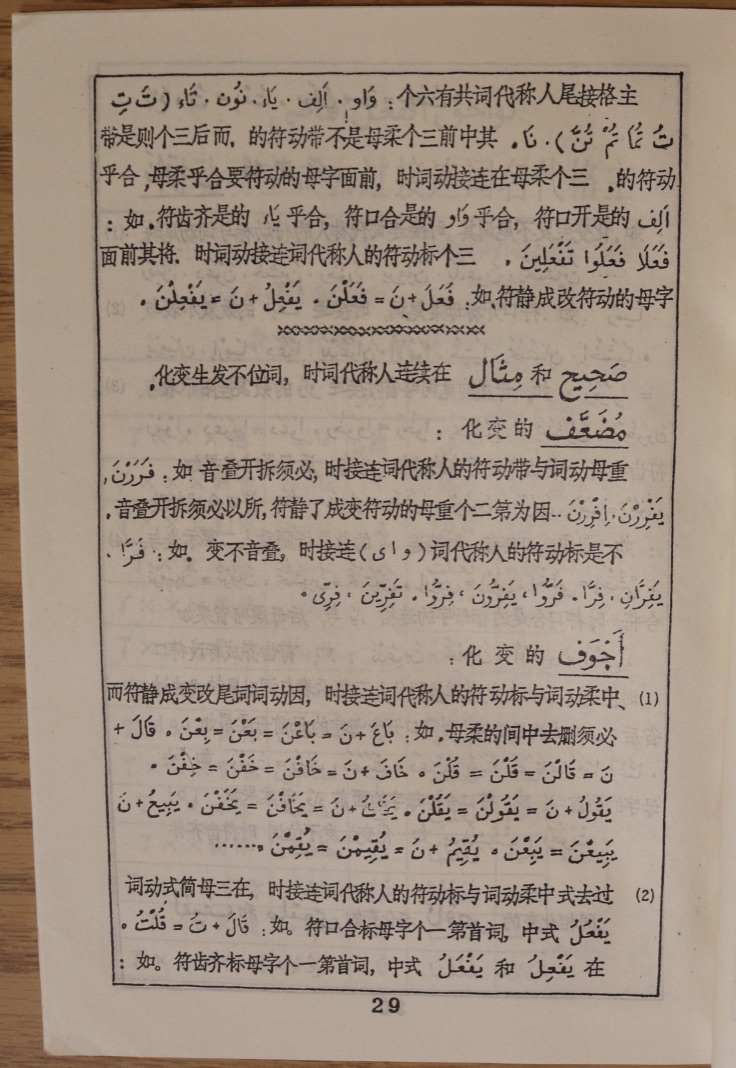 主格接尾人称代词共有六个：وَاو . اَلِف . يَاء . نُون . تَاء ( تَ تِ
تُ تُمَا تُمْ تُنَّ ) . نَا . 其中前三个柔母不是带动符的，而后三个则是带
动符的。三个柔母在连接动词时，前面字母的动符要合乎柔母，合乎
اَلِف 的是开口符，合乎 وَاو 的是合口符，合乎 يَاء 的是齐齿符。如：
فَعَلَا فَعَلُوا تَفْعَلِينَ . 三个标动符的人称代词连接动词时、将其前面
字母的动符改成静符。如：فَعَلَ + نَ = فَعَلْنَ . يَفْعِلُ + نَ = يَفْعِلْنَ .
صَحِيح 和 مِثَال 在续连人称代词时，词位不发生变化。
مُضَعَّف 的变化：
重母动词与带动符的人称代词连接时，必须拆开叠音 如：فَرَرْنَ ,
يَفْرِرْنَ . اِفْرِرْنَ .. 因为第二个重母的动符变成了静符，所以必须拆开叠音。
不是标动符的人称代词（و ا ى）连接时，叠音不变。如：فَرَّا .
يَفِرَّانِ , فِرَّا . فَرُّوا , يَفِرُّونَ , فِرُّوا . تَفِرِّينَ , فِرِّى .
أَجْوَف 的变化：
(1)、中柔动词与标动符的人称代词连接时，因动词词尾改变成静符而
必须删去中间的柔母。如：بَاعَ + نَ = بَاعْنَ = بَعْنَ = بِعْنَ . قَالَ +
نَ = قَالْنَ = قَلْنَ = قُلْنَ . خَافَ + نَ = خَافْنَ = خَفْنَ = خِفْنَ .
يَقُولُ + نَ = يَقُولْنَ = يَقُلْنَ . يَخَافُ + نَ = يَخَافْنَ = يَخَفْنَ . يَبِيعُ + نَ
يَبِيعْنَ = يَبِعْنَ . يُقِيمُ + نَ = يُقِيمْنَ = يُقِمْنَ ......
(2) 过去式中柔动词与标动符的人称代词连接时，在三母简式动词
يَفْعُلُ 式中，词首第一个字母标合口符。如：قَالَ + تُ = قُلْتُ .
在 يَفْعِلُ 和 يَفْعَلُ 式中，词首第一个字母标齐齿符。如：
29